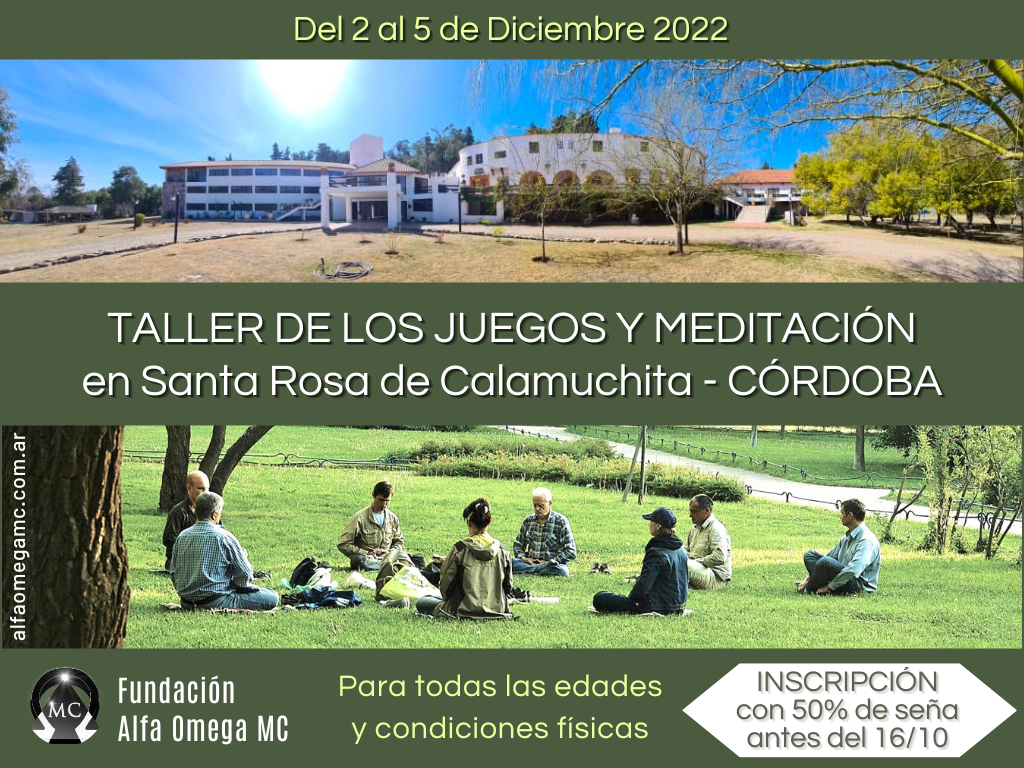 Del 2 al 5 de Diciembre 2022
TALLER DE LOS JUEGOS Y MEDITACIÓN
en Santa Rosa de Calamuchita - CÓRDOBA
alfaomegamc.com.ar
MC
Fundación
Alfa Omega MC
Para todas las edades
y condiciones físicas
INSCRIPCIÓN
con 50% de seña
antes del 16/10